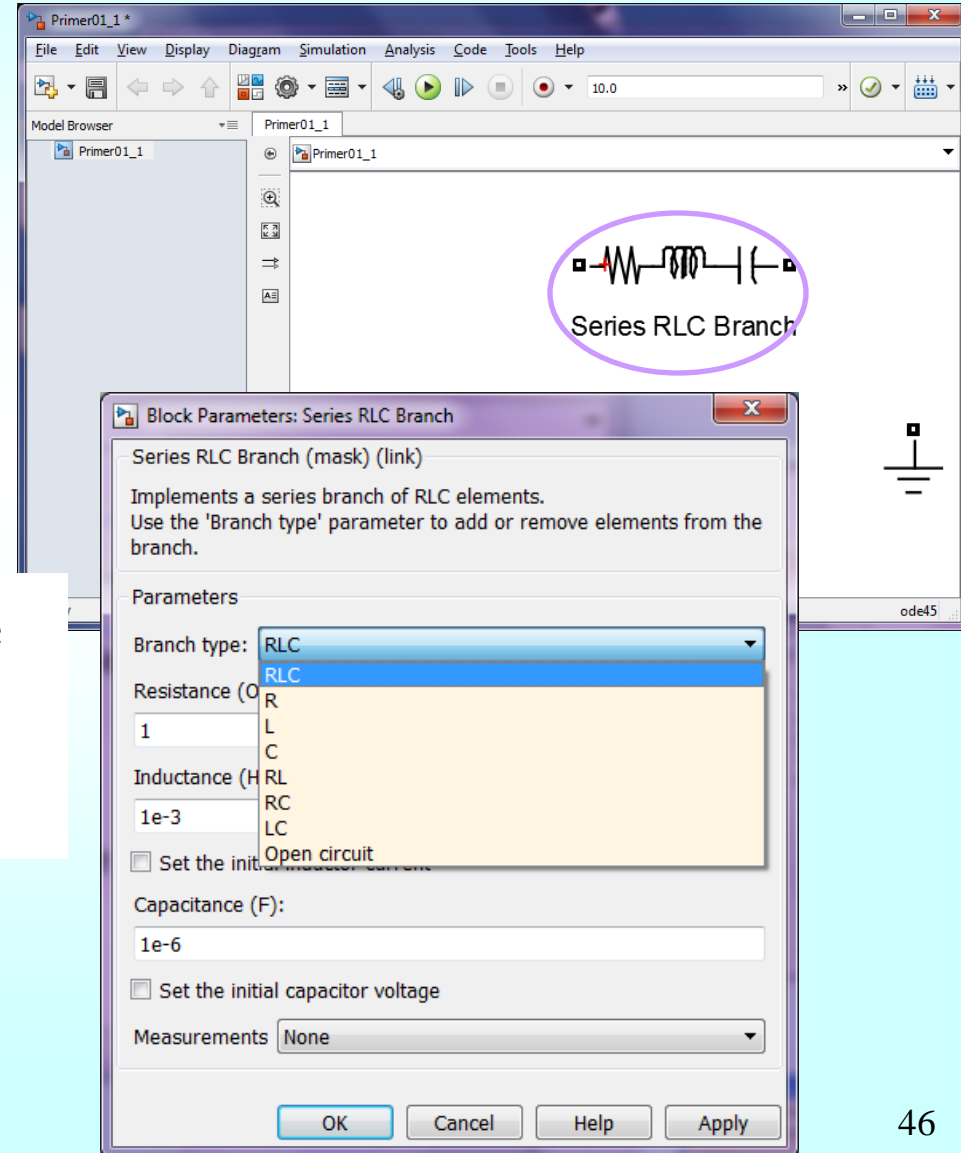 Primer01_1 *
File Edit View Display Diagram Simulation Analysis Code Tools Help
10.0 »
Model Browser
Primer01_1
Primer01_1
Primer01_1
Series RLC Branch
ode45
Block Parameters: Series RLC Branch
Series RLC Branch (mask) (link)
Implements a series branch of RLC elements.
Use the 'Branch type' parameter to add or remove elements from the
branch.
Parameters
Branch type: RLC
RLC
R
L
C
RL
RC
LC
Open circuit
Resistance (O
1
Inductance (H
1e-3
Set the
Capacitance (F):
1e-6
Set the initial capacitor voltage
Measurements None
OK Cancel Help Apply
46